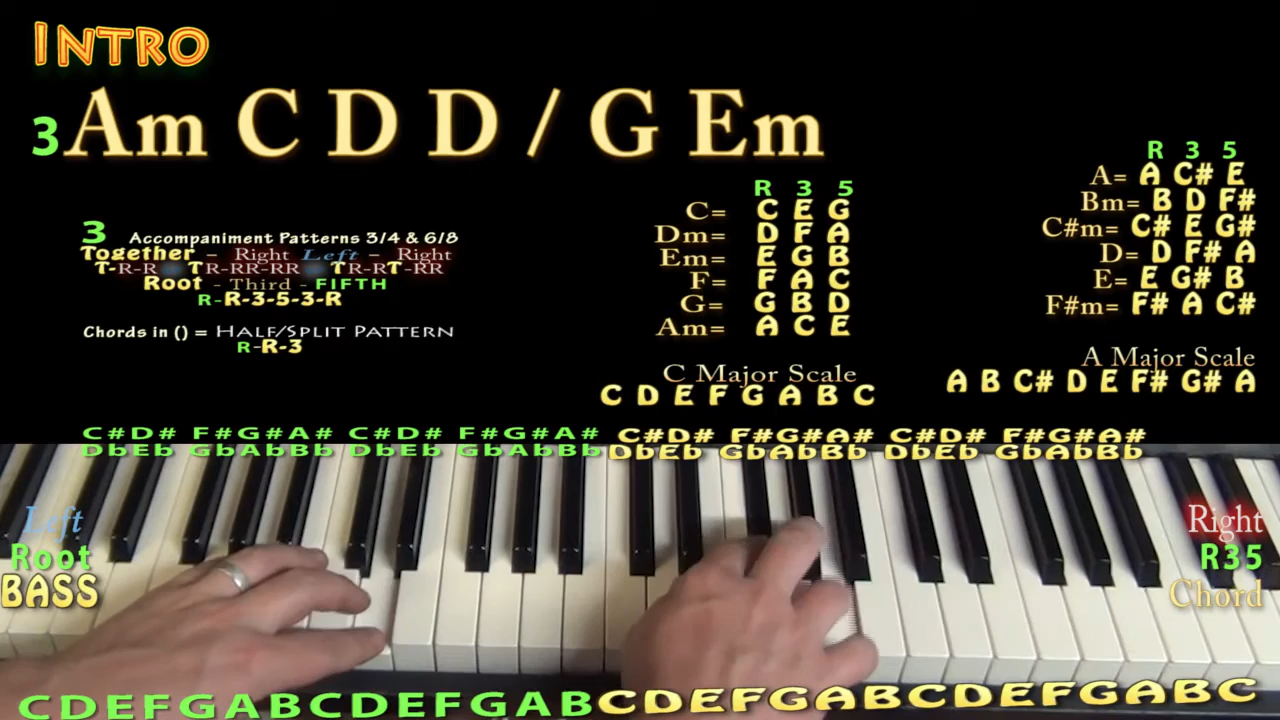 INTRO
3 Am C D D / G Em
3 Accompaniment Patterns 3/4 & 6/8
Together - Right Left - Right
T-R-R TR-RR-RR TR-RT-RR
Root - Third - FIFTH
R-R-3-5-3-R
Chords in () = HALF/SPLIT PATTERN
R-R-3
R 3 5
C= C E G
Dm= D F A
Em= E G B
F= F A C
G= G B D
Am= A C E
C Major Scale
C D E F G A B C
R 3 5
A= A C# E
Bm= B D F#
C#m= C# E G#
D= D F# A
E= E G# B
F#m= F# A C#
A Major Scale
A B C# D E F# G# A
C#D# F#G#A# C#D# F#G#A# C#D# F#G#A# C#D# F#G#A#
DbEb GbAbBb DbEb GbAbBb DbEb GbAbBb DbEb GbAbBb
Left
Root
BASS
Right
R35
Chord
CDEFGABCDEFGABCDEFGABCDEFGABC